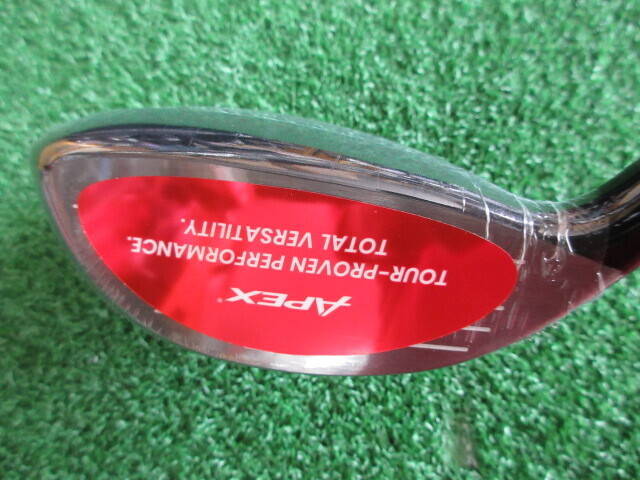 APEX®
TOUR-PROVEN PERFORMANCE.
TOTAL VERSATILITY.